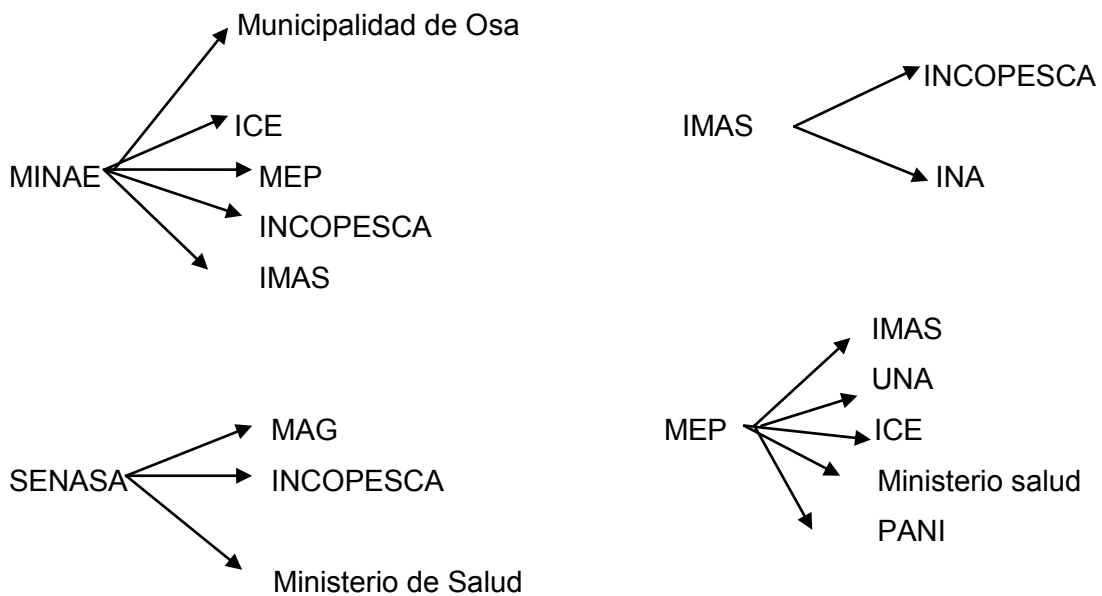 Municipalidad de Osa
ICE
MINAE
MEP
INCOPESCA
IMAS
INCOPESCA
IMAS
INA
MAG
SENASA
INCOPESCA
Ministerio de Salud
IMAS
UNA
MEP
ICE
Ministerio salud
PANI